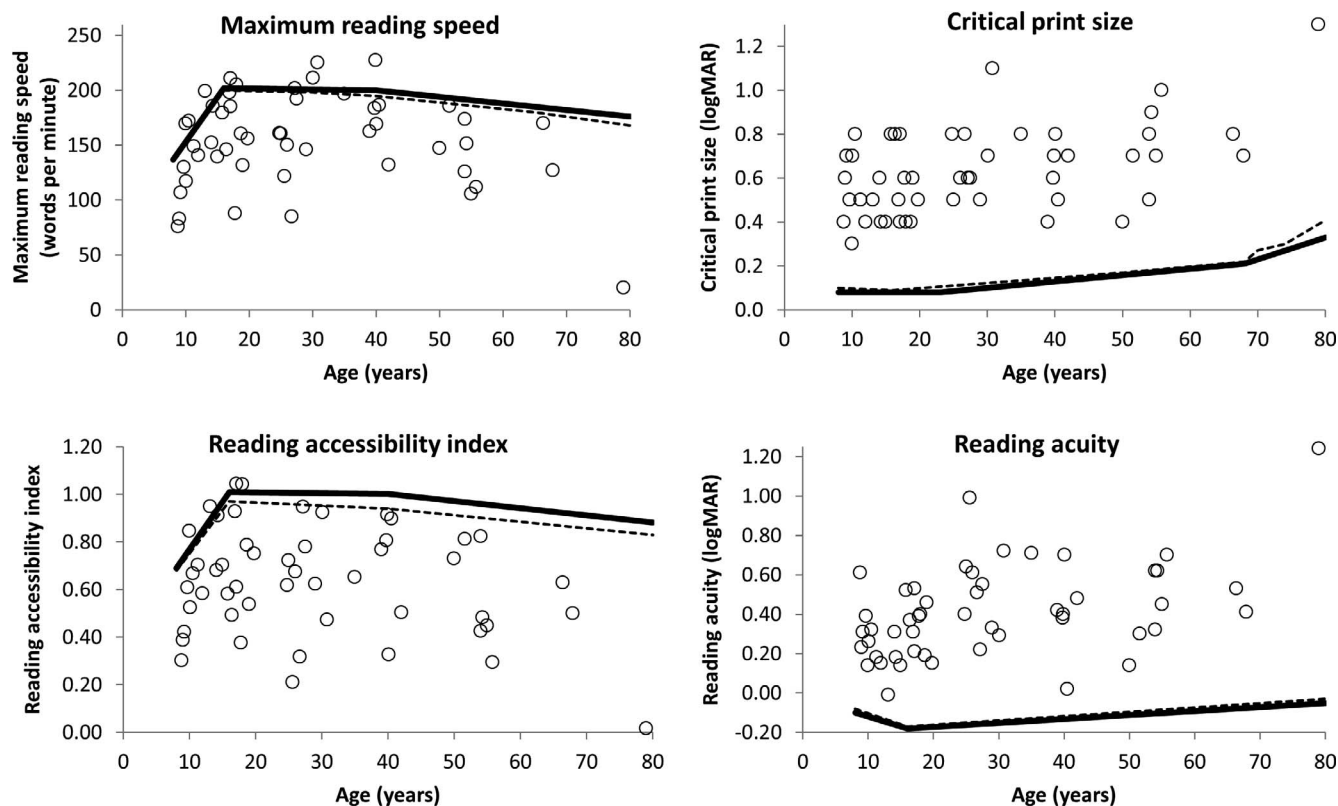 Maximum reading speed
Maximum reading speed
(words per minute)
250
200
150
100
50
0
0 10 20 30 40 50 60 70 80
Age (years)
Critical print size
Critical print size (logMAR)
1.2
1.0
0.8
0.6
0.4
0.2
0.0
0 10 20 30 40 50 60 70 80
Age (years)
Reading accessibility index
Reading accessibility index
1.20
1.00
0.80
0.60
0.40
0.20
0.00
0 10 20 30 40 50 60 70 80
Age (years)
Reading acuity
Reading acuity (logMAR)
1.20
1.00
0.80
0.60
0.40
0.20
0.00
-0.20
0 10 20 30 40 50 60 70 80
Age (years)